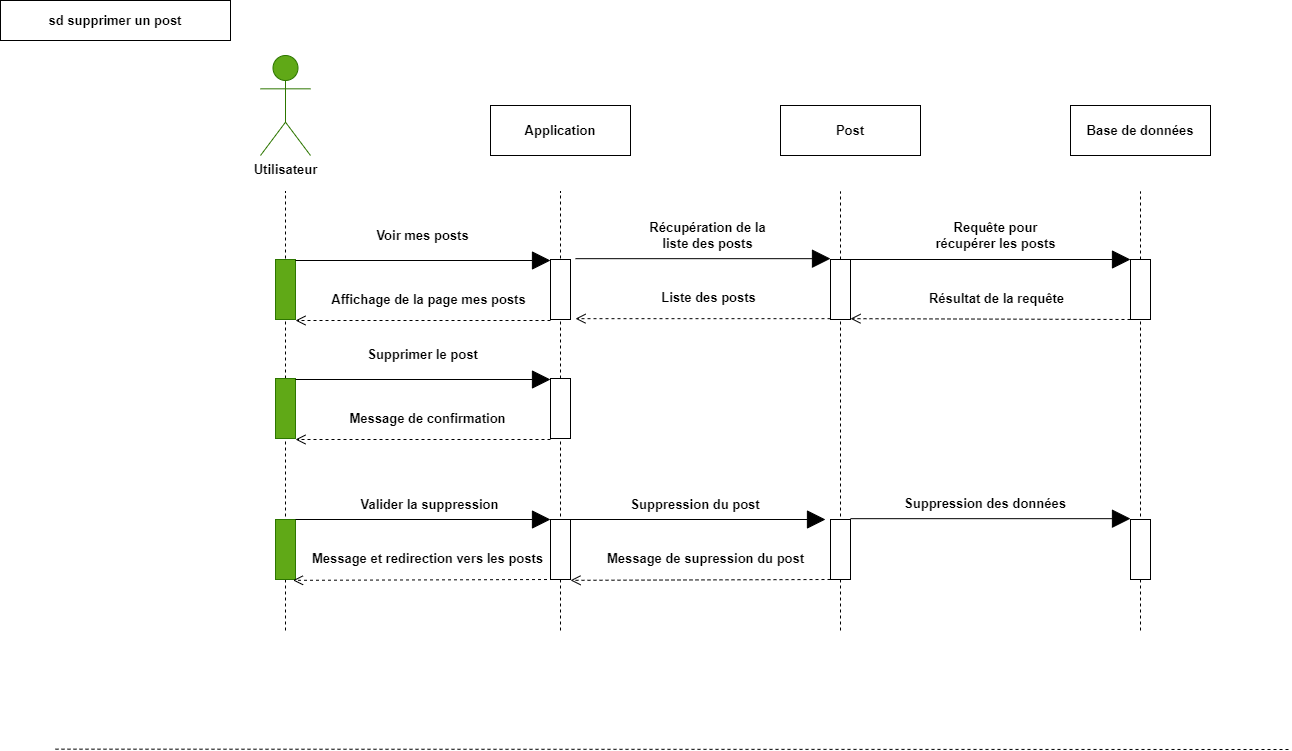 sd supprimer un post
Utilisateur
Application
Post
Base de données
Voir mes posts
Récupération de la
liste des posts
Requête pour
récupérer les posts
Affichage de la page mes posts
Liste des posts
Résultat de la requête
Supprimer le post
Message de confirmation
Valider la suppression
Suppression du post
Suppression des données
Message et redirection vers les posts
Message de supression du post